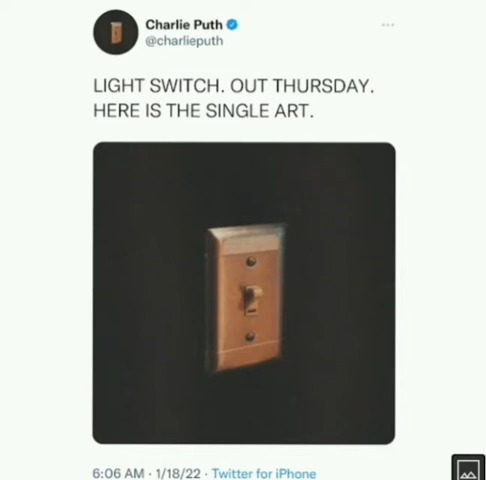 Charlie Puth
@charlieputh
LIGHT SWITCH. OUT THURSDAY.
HERE IS THE SINGLE ART.
6:06 AM · 1/18/22 · Twitter for iPhone